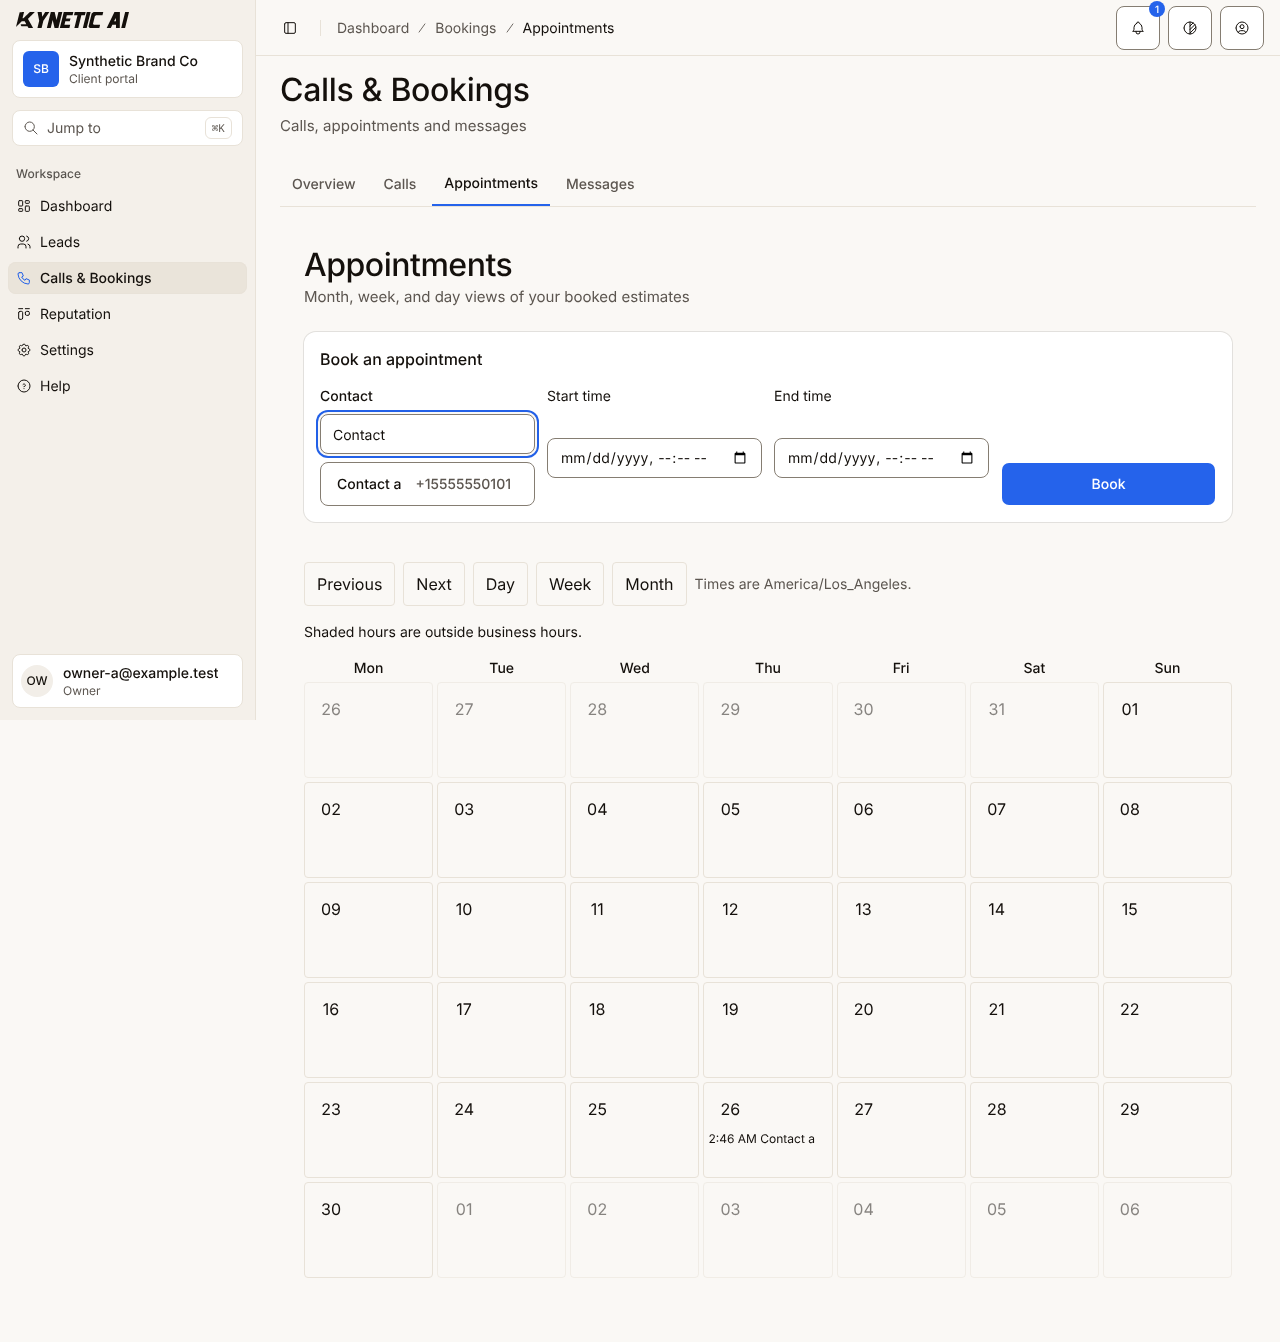 KYNETIC AI
SB
Synthetic Brand Co
Client portal
Jump to
⌘K
Workspace
Dashboard
Leads
Calls & Bookings
Reputation
Settings
Help
OW
owner-a@example.test
Owner
Dashboard / Bookings / Appointments
1
Calls & Bookings
Calls, appointments and messages
Overview Calls Appointments Messages
Appointments
Month, week, and day views of your booked estimates
Book an appointment
Contact Start time End time
Contact
mm/dd/yyyy, --:-- -- mm/dd/yyyy, --:-- --
Contact a +15555550101
Book
Previous Next Day Week Month Times are America/Los_Angeles.
Shaded hours are outside business hours.
Mon Tue Wed Thu Fri Sat Sun
26 27 28 29 30 31 01
02 03 04 05 06 07 08
09 10 11 12 13 14 15
16 17 18 19 20 21 22
23 24 25 26 27 28 29
2:46 AM Contact a
30 01 02 03 04 05 06